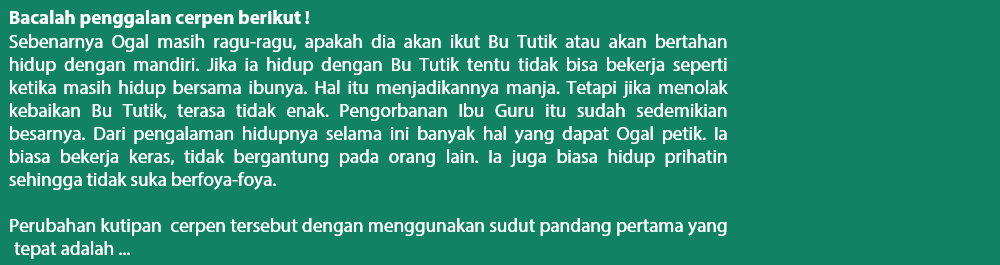 Bacalah penggalan cerpen berikut !
Sebenarnya Ogal masih ragu-ragu, apakah dia akan ikut Bu Tutik atau akan bertahan
hidup dengan mandiri. Jika ia hidup dengan Bu Tutik tentu tidak bisa bekerja seperti
ketika masih hidup bersama ibunya. Hal itu menjadikannya manja. Tetapi jika menolak
kebaikan Bu Tutik, terasa tidak enak. Pengorbanan Ibu Guru itu sudah sedemikian
besarnya. Dari pengalaman hidupnya selama ini banyak hal yang dapat Ogal petik. Ia
biasa bekerja keras, tidak bergantung pada orang lain. Ia juga biasa hidup prihatin
sehingga tidak suka berfoya-foya.
Perubahan kutipan cerpen tersebut dengan menggunakan sudut pandang pertama yang
tepat adalah ...